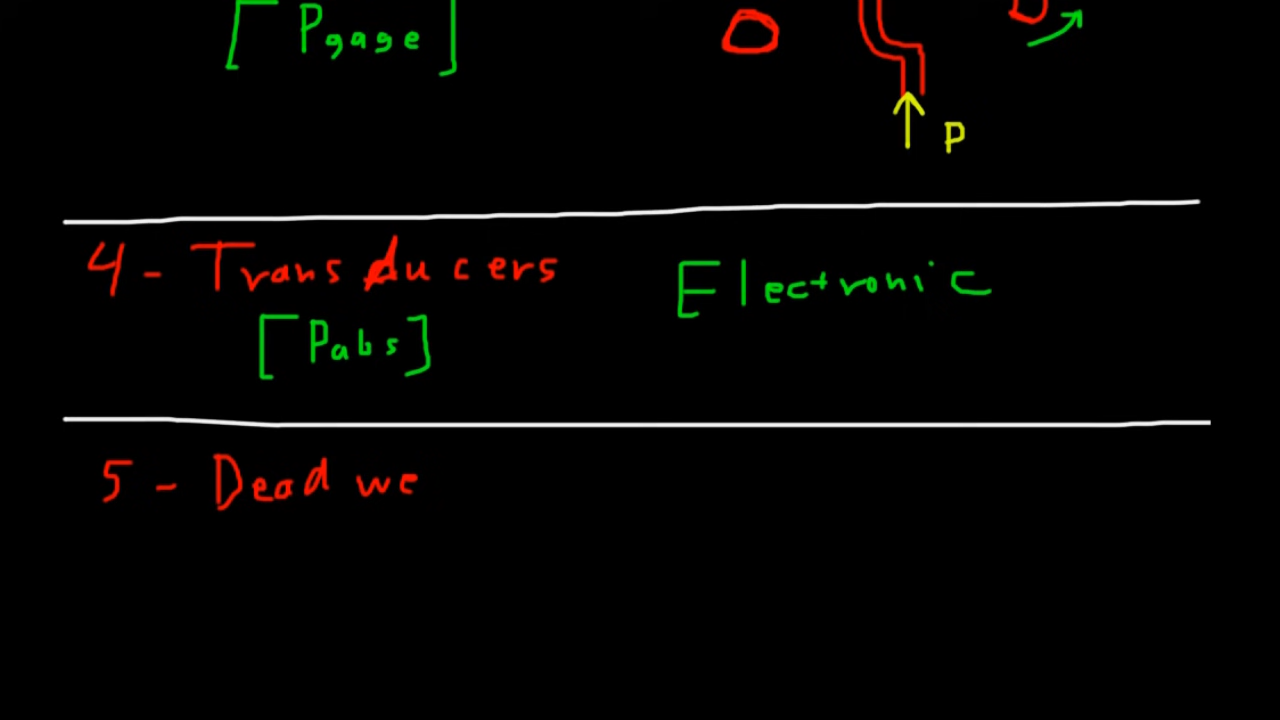 [Pgage]
P
4 - Transducers
Electronic
[Pabs]
5 - Dead we